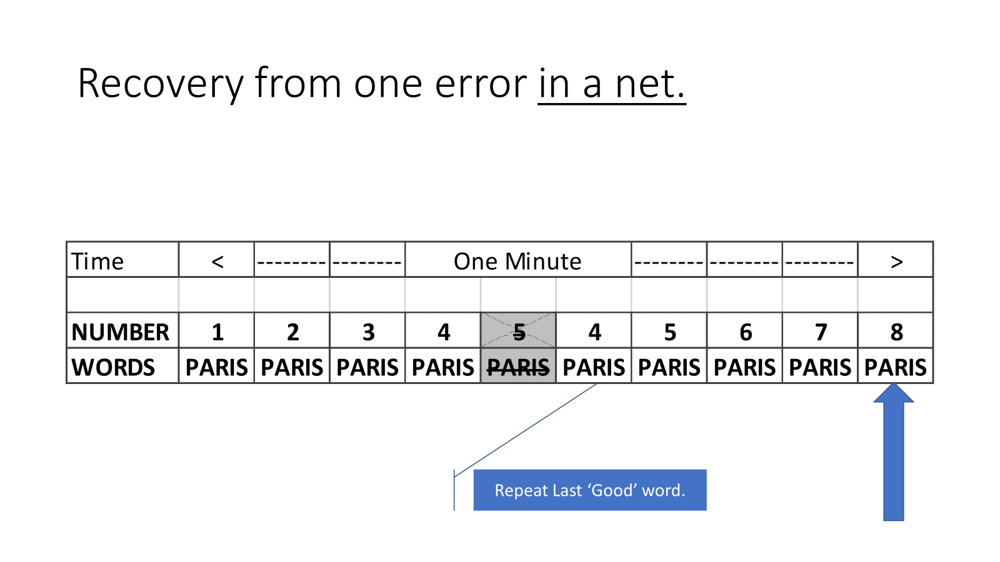 Recovery from one error in a net.
Time < -------- -------- One Minute -------- -------- -------- >
NUMBER 1 2 3 4 5 4 5 6 7 8
WORDS PARIS PARIS PARIS PARIS PARIS PARIS PARIS PARIS PARIS PARIS
Repeat Last ‘Good’ word.